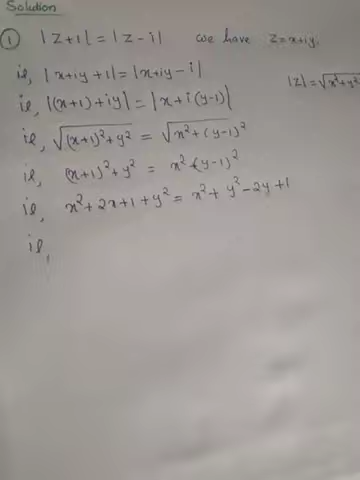 Solution
① |z+1| = |z-i| we have z=x+iy.
ie, |x+iy+1| = |x+iy-i|
|z| = √x²+y²
ie, |(x+1)+iy| = |x+i(y-1)|
ie, √(x+1)²+y² = √x²+(y-1)²
ie, (x+1)²+y² = x²+(y-1)²
ie, x²+2x+1+y² = x²+y²-2y+1
ie,